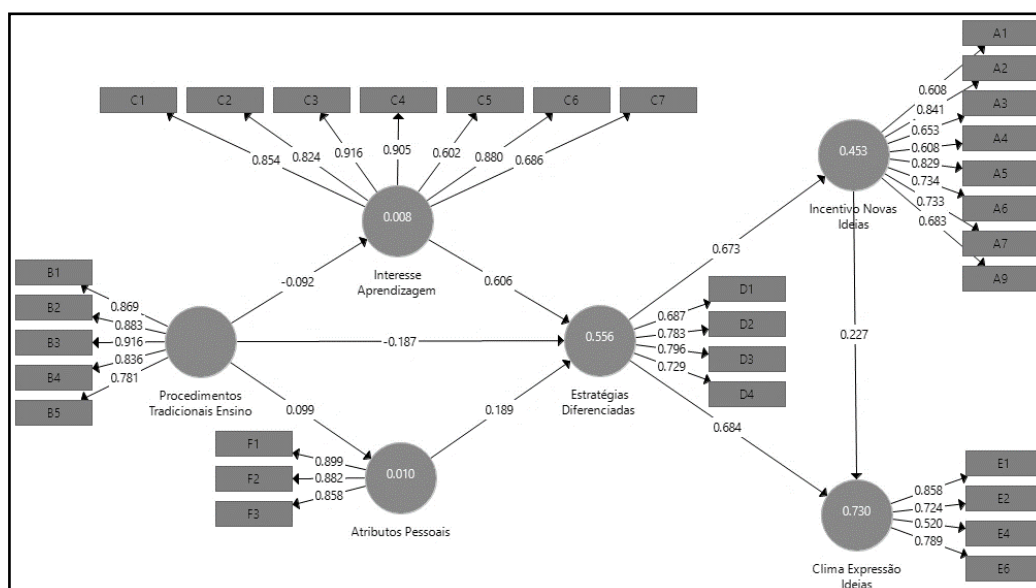 A1
A2
A3
A4
A5
A6
A7
A9
0.608
0.841
0.653
0.608
0.829
0.734
0.733
0.683
0.453
Incentivo Novas
Ideias
C1 C2 C3 C4 C5 C6 C7
0.854 0.824 0.916 0.905 0.602 0.880 0.686
0.008
Interesse
Aprendizagem
-0.092
0.606
0.673
0.227
B1
B2
B3
B4
B5
0.869
0.883
0.916
0.836
0.781
Procedimentos
Tradicionais Ensino
-0.187
0.556
Estratégias
Diferenciadas
D1
D2
D3
D4
0.687
0.783
0.796
0.729
0.099
0.189
0.684
F1
F2
F3
0.899
0.882
0.858
0.010
Atributos Pessoais
0.730
Clima Expressão
Ideias
E1
E2
E4
E6
0.858
0.724
0.520
0.789